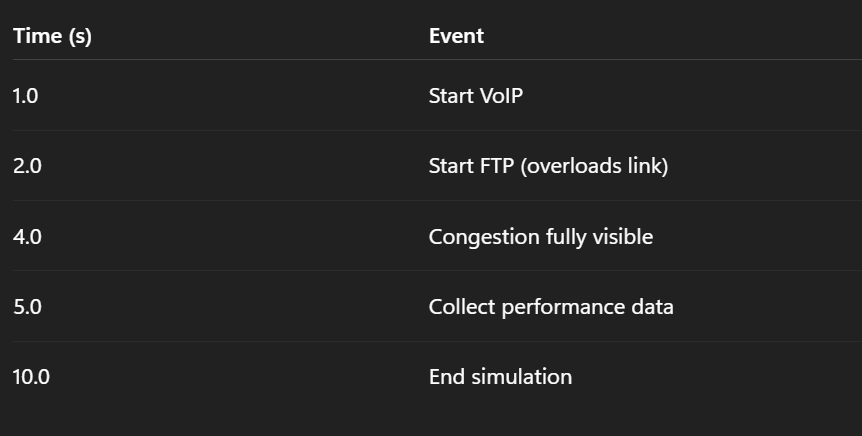 Time (s) Event
1.0 Start VoIP
2.0 Start FTP (overloads link)
4.0 Congestion fully visible
5.0 Collect performance data
10.0 End simulation